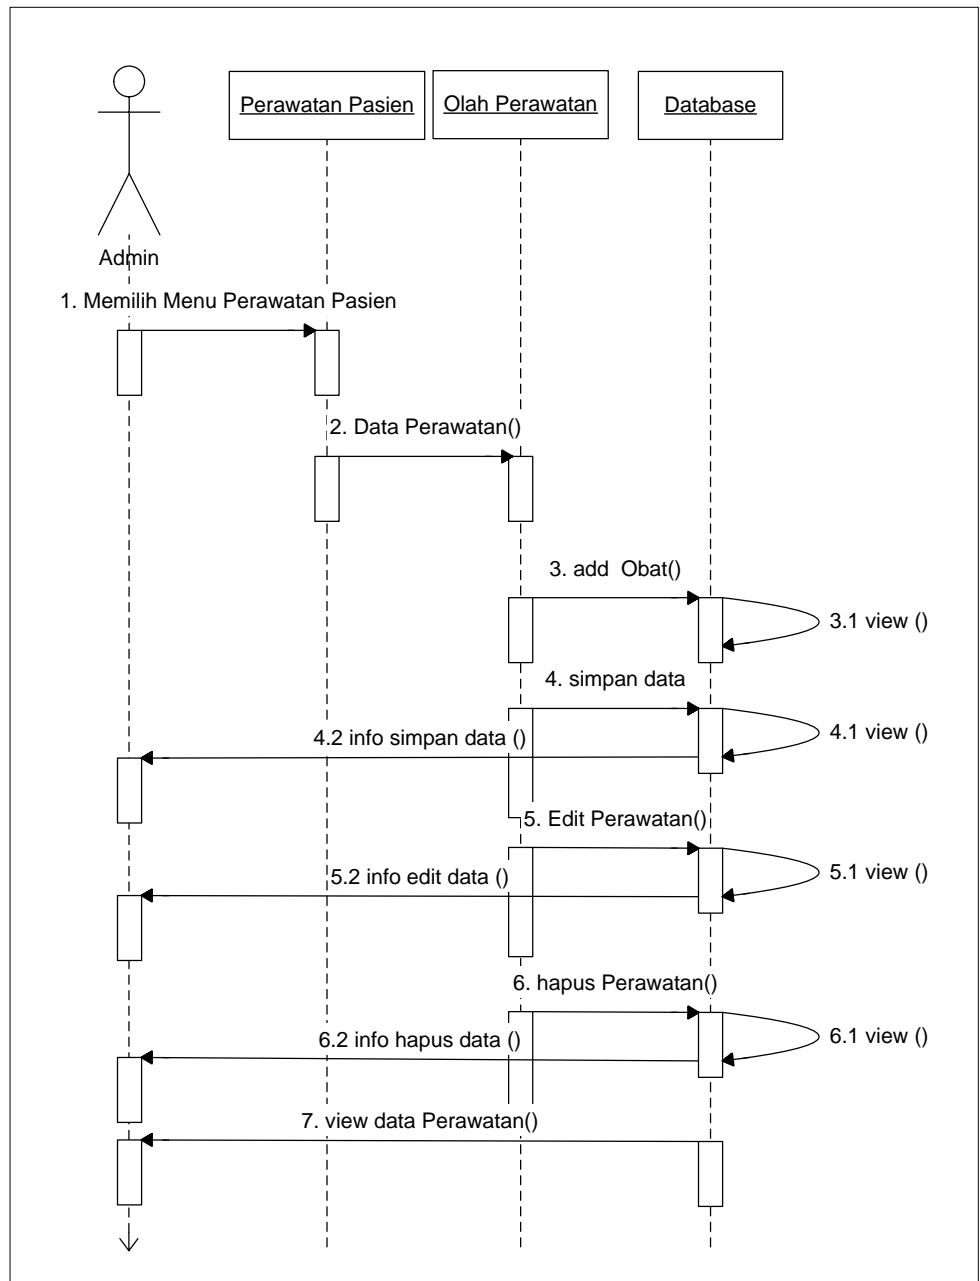 Perawatan Pasien
Olah Perawatan
Database
Admin
1. Memilih Menu Perawatan Pasien
2. Data Perawatan()
3. add  Obat()
3.1 view ()
4. simpan data
4.1 view ()
4.2 info simpan data ()
5. Edit Perawatan()
5.1 view ()
5.2 info edit data ()
6. hapus Perawatan()
6.1 view ()
6.2 info hapus data ()
7. view data Perawatan()